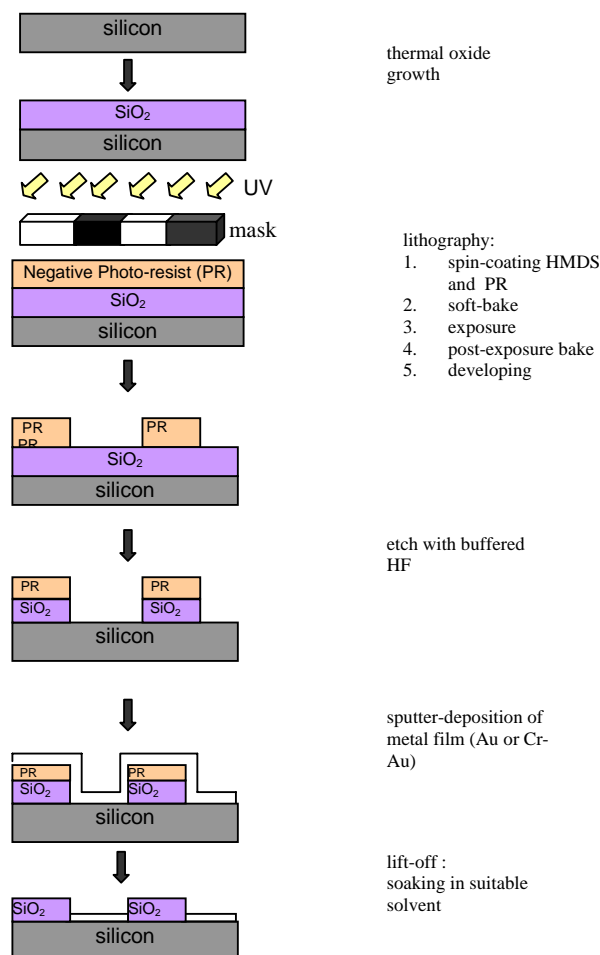 silicon
thermal oxide
growth
SiO₂
silicon
UV
mask
lithography:
1. spin-coating HMDS
and PR
2. soft-bake
3. exposure
4. post-exposure bake
5. developing
Negative Photo-resist (PR)
SiO₂
silicon
PR
PR
PR
SiO₂
silicon
etch with buffered
HF
PR
PR
SiO₂
SiO₂
silicon
sputter-deposition of
metal film (Au or Cr-
Au)
PR
PR
SiO₂
SiO₂
silicon
lift-off :
soaking in suitable
solvent
SiO₂
SiO₂
silicon